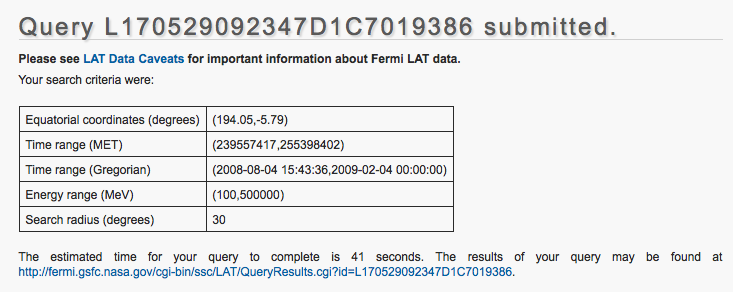 Query L170529092347D1C7019386 submitted.
Please see LAT Data Caveats for important information about Fermi LAT data.
Your search criteria were:
Equatorial coordinates (degrees) (194.05,-5.79)
Time range (MET) (239557417,255398402)
Time range (Gregorian) (2008-08-04 15:43:36,2009-02-04 00:00:00)
Energy range (MeV) (100,500000)
Search radius (degrees) 30
The estimated time for your query to complete is 41 seconds. The results of your query may be found at
http://fermi.gsfc.nasa.gov/cgi-bin/ssc/LAT/QueryResults.cgi?id=L170529092347D1C7019386.